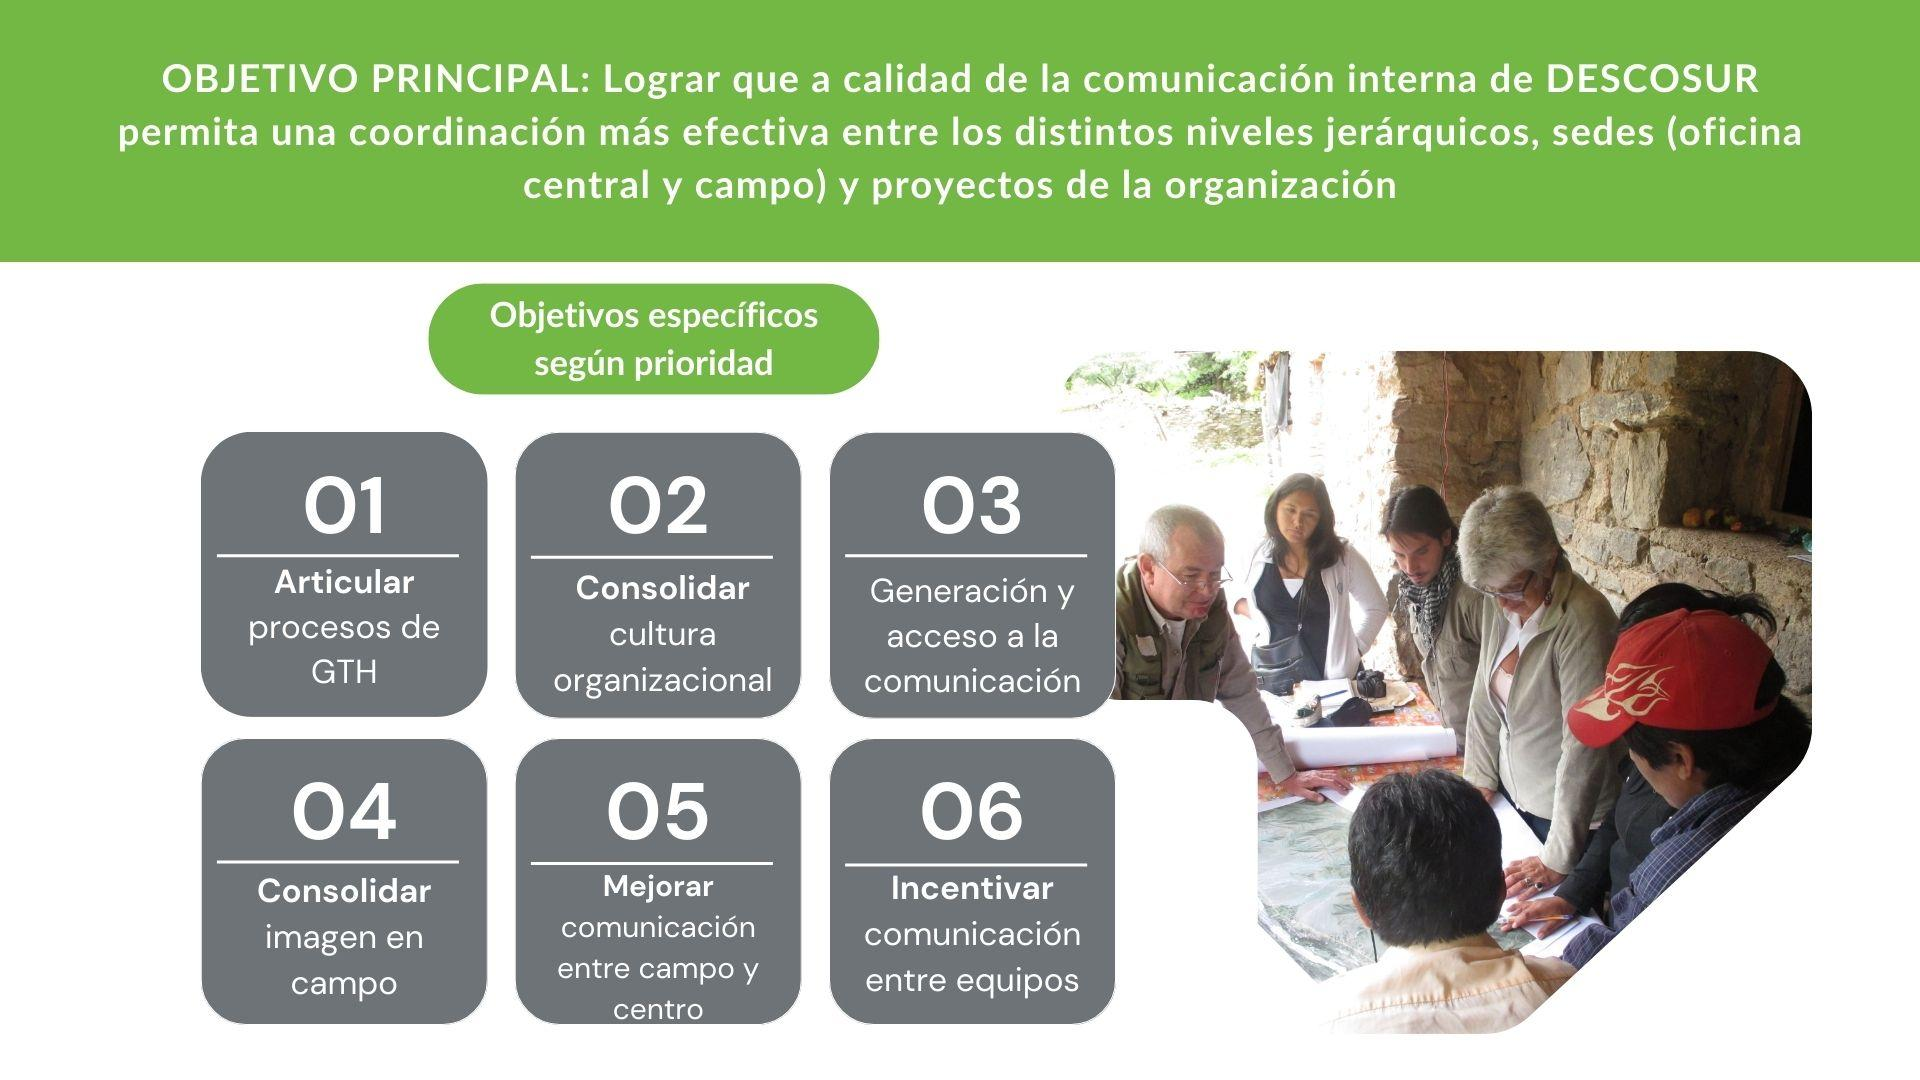 OBJETIVO PRINCIPAL: Lograr que a calidad de la comunicación interna de DESCOSUR
permita una coordinación más efectiva entre los distintos niveles jerárquicos, sedes (oficina
central y campo) y proyectos de la organización
Objetivos específicos
según prioridad
01
Articular
procesos de
GTH
02
Consolidar
cultura
organizacional
03
Generación y
acceso a la
comunicación
04
Consolidar
imagen en
campo
05
Mejorar
comunicación
entre campo y
centro
06
Incentivar
comunicación
entre equipos